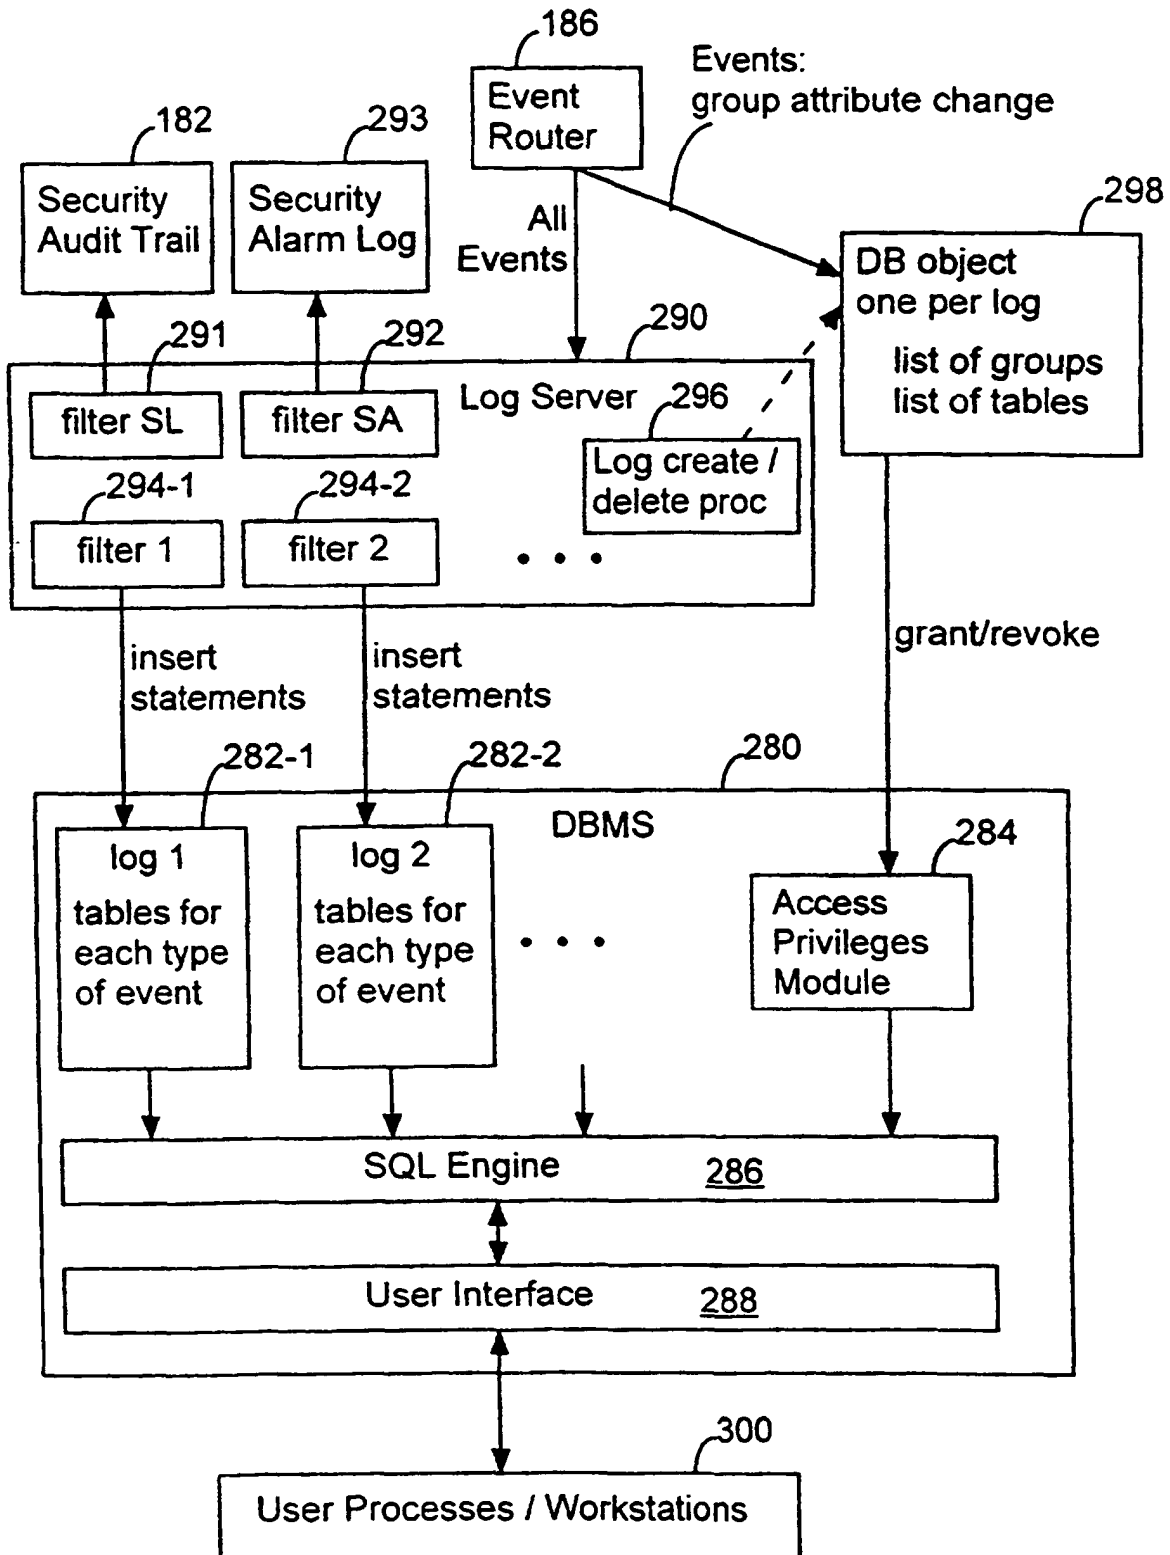 186
Events:
group attribute change
Event
Router
182
293
Security
Audit Trail
Security
Alarm Log
All
Events
298
DB object
one per log
list of groups
list of tables
291
292
290
filter SL
filter SA
Log Server
296
Log create /
delete proc
294-1
294-2
filter 1
filter 2
• • •
insert
statements
insert
statements
grant/revoke
282-1
282-2
280
DBMS
log 1
tables for
each type
of event
log 2
tables for
each type
of event
• • •
284
Access
Privileges
Module
SQL Engine 286
User Interface 288
300
User Processes / Workstations